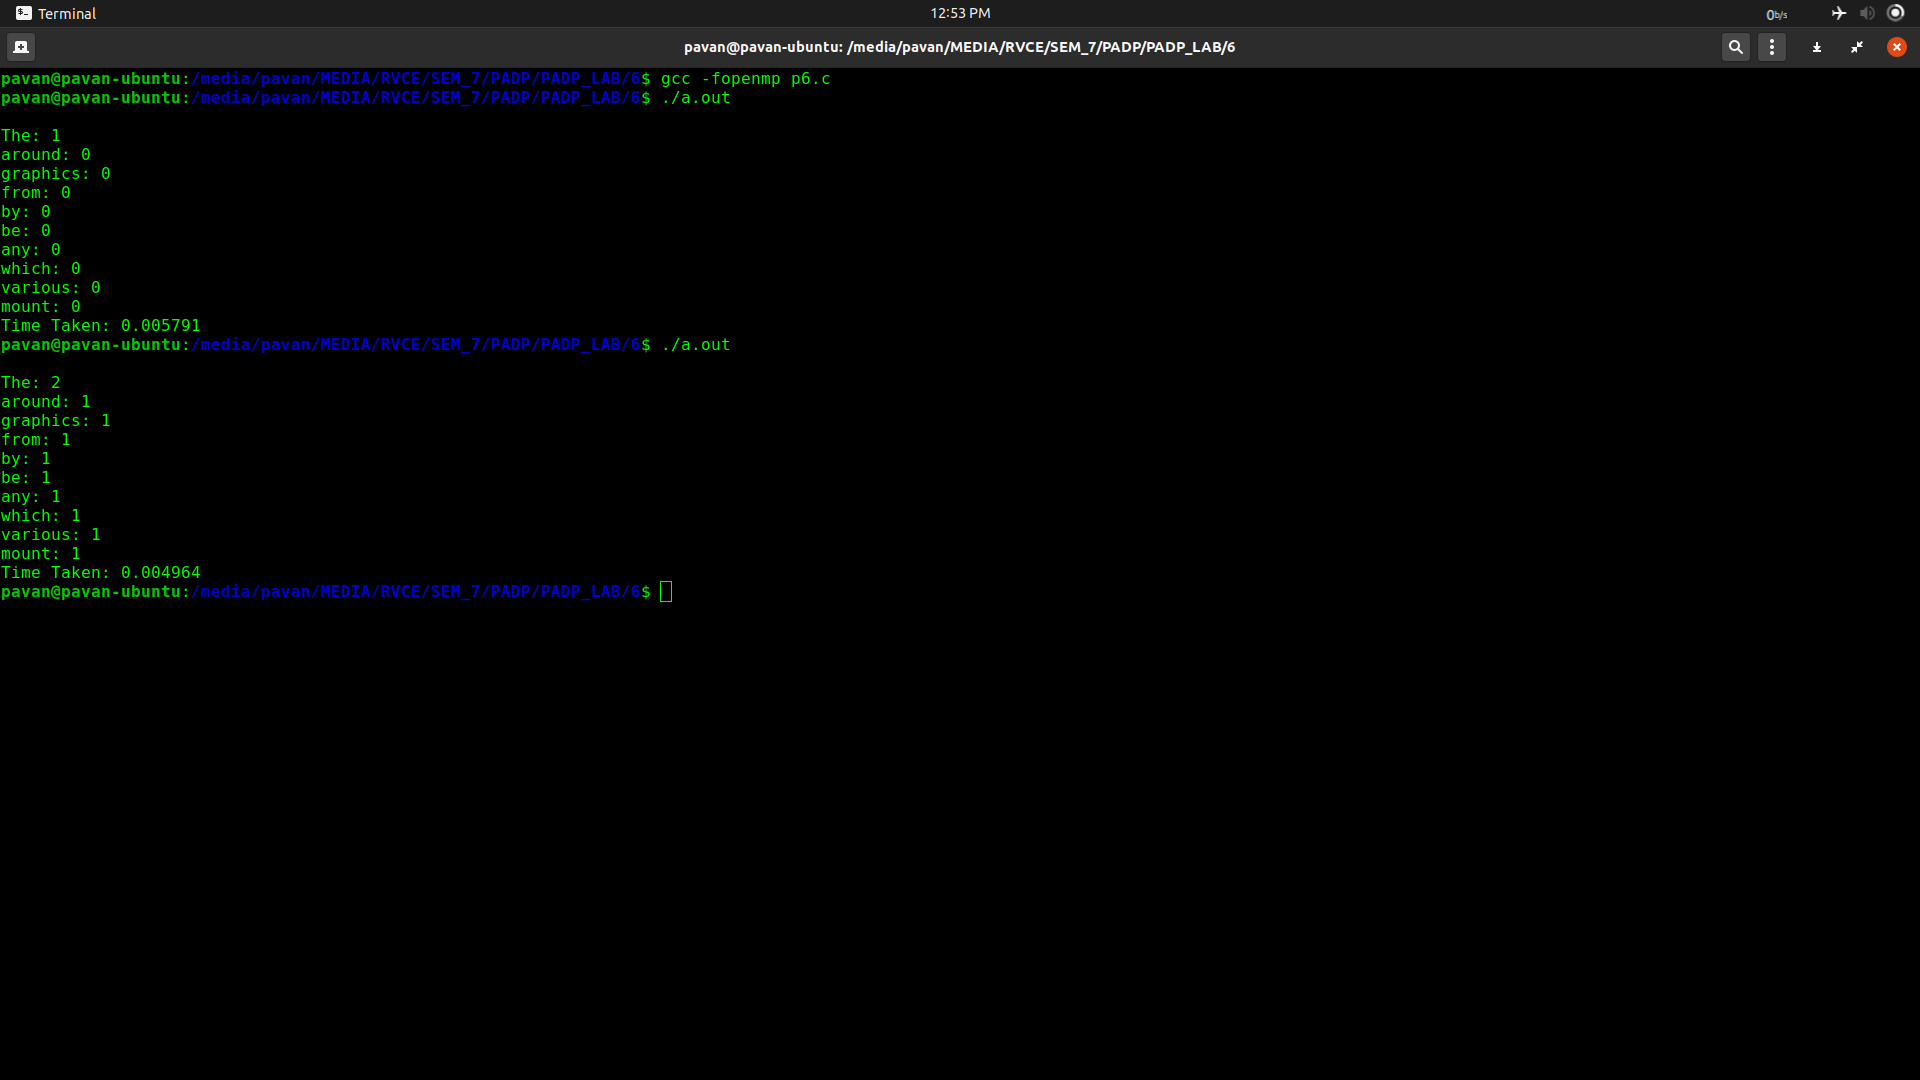 Terminal
12:53 PM
0b/s
pavan@pavan-ubuntu: /media/pavan/MEDIA/RVCE/SEM_7/PADP/PADP_LAB/6
pavan@pavan-ubuntu:/media/pavan/MEDIA/RVCE/SEM_7/PADP/PADP_LAB/6$ gcc -fopenmp p6.c
pavan@pavan-ubuntu:/media/pavan/MEDIA/RVCE/SEM_7/PADP/PADP_LAB/6$ ./a.out
The: 1
around: 0
graphics: 0
from: 0
by: 0
be: 0
any: 0
which: 0
various: 0
mount: 0
Time Taken: 0.005791
pavan@pavan-ubuntu:/media/pavan/MEDIA/RVCE/SEM_7/PADP/PADP_LAB/6$ ./a.out
The: 2
around: 1
graphics: 1
from: 1
by: 1
be: 1
any: 1
which: 1
various: 1
mount: 1
Time Taken: 0.004964
pavan@pavan-ubuntu:/media/pavan/MEDIA/RVCE/SEM_7/PADP/PADP_LAB/6$